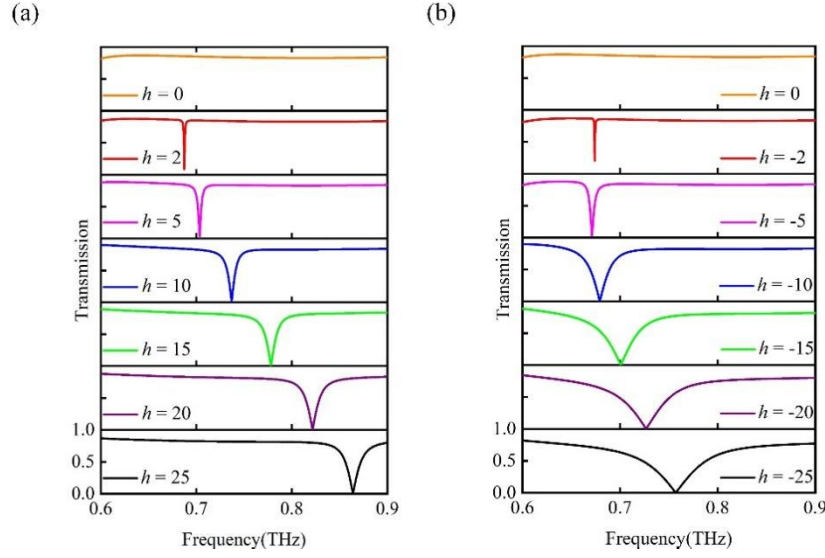 (a)
h = 0
h = 2
h = 5
h = 10
h = 15
h = 20
h = 25
Transmission
1.0
0.5
0.0
0.6 0.7 0.8 0.9
Frequency(THz)
(b)
h = 0
h = -2
h = -5
h = -10
h = -15
h = -20
h = -25
Transmission
1.0
0.5
0.0
0.6 0.7 0.8 0.9
Frequency(THz)